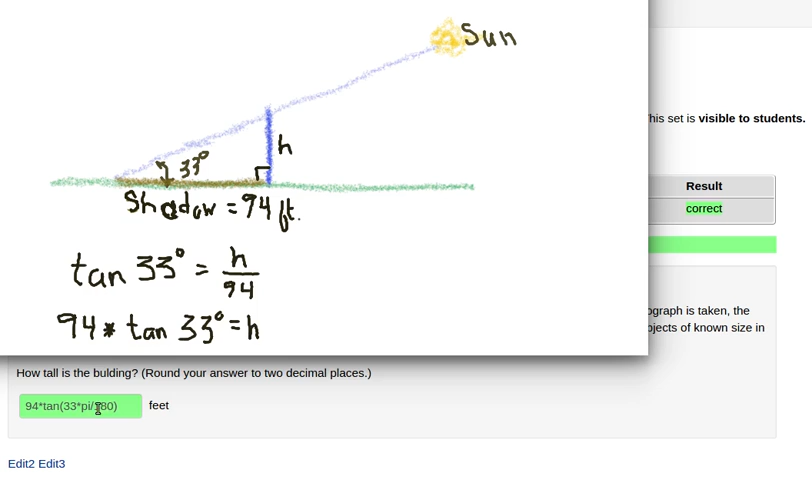 Sun
h
33°
Shadow = 94 ft.
tan 33° = h/94
94 * tan 33° = h
his set is visible to students.
Result
correct
ograph is taken, the
bjects of known size in
How tall is the bulding? (Round your answer to two decimal places.)
94*tan(33*pi/180) feet
Edit2 Edit3